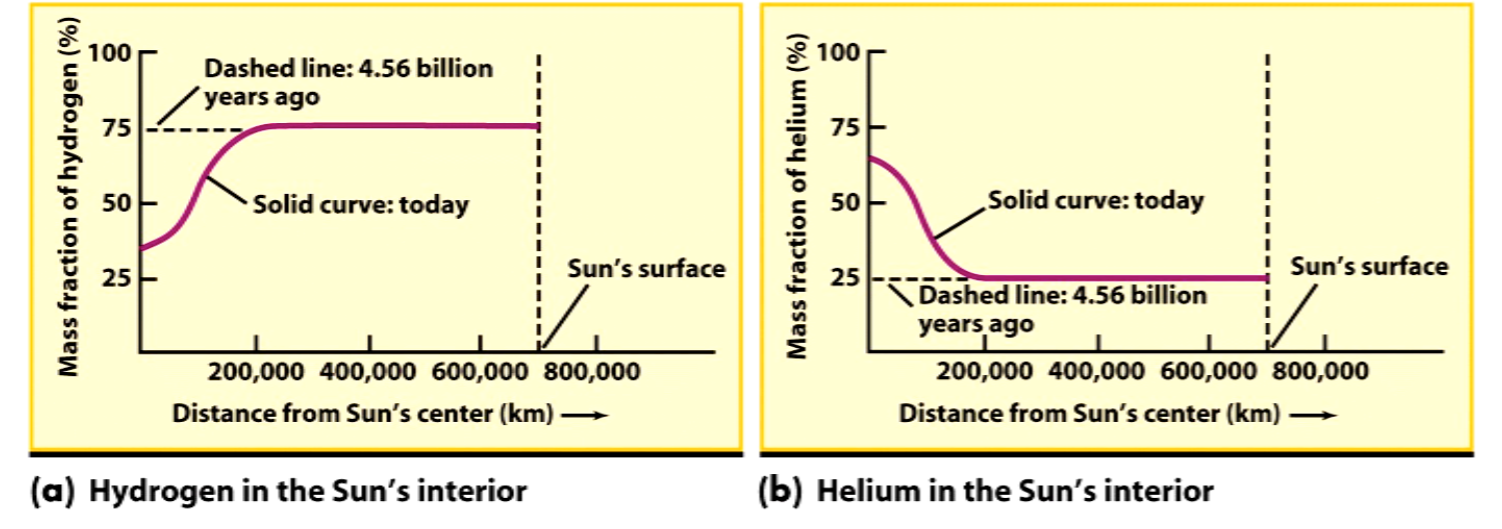 Mass fraction of hydrogen (%)
100
75
50
25
Dashed line: 4.56 billion
years ago
Solid curve: today
Sun's surface
200,000 400,000 600,000 800,000
Distance from Sun's center (km)
(a) Hydrogen in the Sun's interior
Mass fraction of helium (%)
100
75
50
25
Solid curve: today
Sun's surface
Dashed line: 4.56 billion
years ago
200,000 400,000 600,000 800,000
Distance from Sun's center (km)
(b) Helium in the Sun's interior